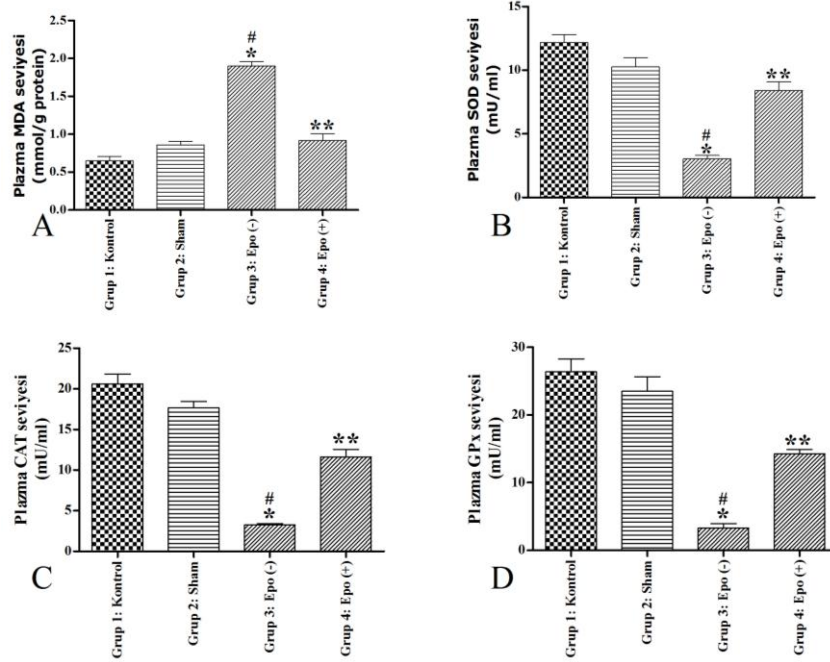 Plazma MDA seviyesi
(mmol/g protein)
2.5
2.0
1.5
1.0
0.5
0.0
#
*
**
Grup 1: Kontrol
Grup 2: Sham
Grup 3: Epo (-)
Grup 4: Epo (+)
A
Plazma SOD seviyesi
(mU/ml)
15
10
5
0
#
*
**
Grup 1: Kontrol
Grup 2: Sham
Grup 3: Epo (-)
Grup 4: Epo (+)
B
Plazma CAT seviyesi
(mU/ml)
25
20
15
10
5
0
#
*
**
Grup 1: Kontrol
Grup 2: Sham
Grup 3: Epo (-)
Grup 4: Epo (+)
C
Plazma GPx seviyesi
(mU/ml)
30
20
10
0
#
*
**
Grup 1: Kontrol
Grup 2: Sham
Grup 3: Epo (-)
Grup 4: Epo (+)
D